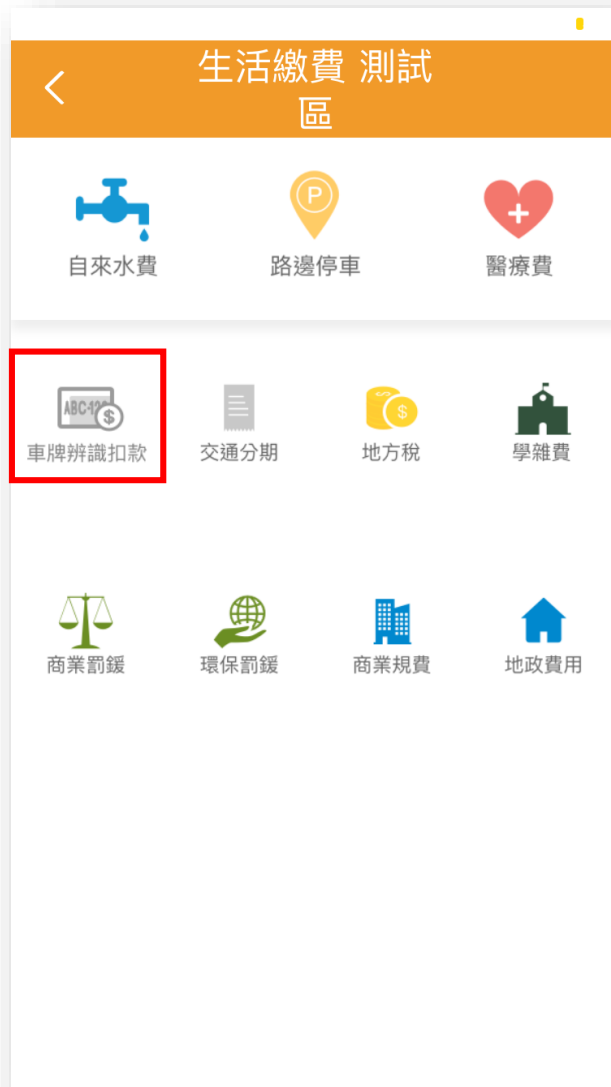 生活繳費 測試
區
P
自來水費
路邊停車
醫療費
$
$
車牌辨識扣款
交通分期
地方稅
學雜費
商業罰鍰
環保罰鍰
商業規費
地政費用